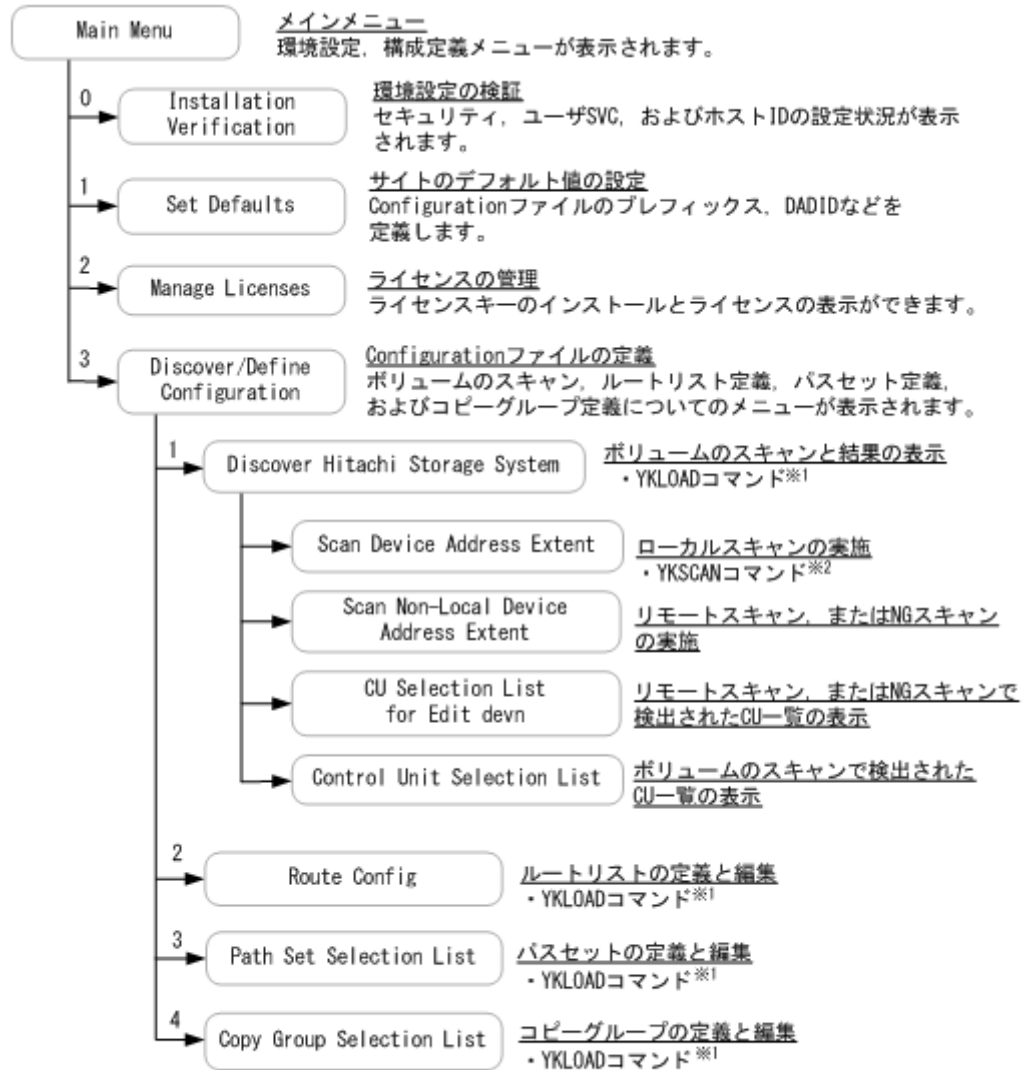 Main Menu
メインメニュー
環境設定，構成定義メニューが表示されます。
0
Installation
Verification
環境設定の検証
セキュリティ，ユーザSVC，およびホストIDの設定状況が表示
されます。
1
Set Defaults
サイトのデフォルト値の設定
Configurationファイルのプレフィックス，DADIDなどを
定義します。
2
Manage Licenses
ライセンスの管理
ライセンスキーのインストールとライセンスの表示ができます。
3
Discover/Define
Configuration
Configurationファイルの定義
ボリュームのスキャン，ルートリスト定義，パスセット定義，
およびコピーグループ定義についてのメニューが表示されます。
1
Discover Hitachi Storage System
ボリュームのスキャンと結果の表示
・YKLOADコマンド※1
Scan Device Address Extent
ローカルスキャンの実施
・YKSCANコマンド※2
Scan Non-Local Device
Address Extent
リモートスキャン，またはNGスキャン
の実施
CU Selection List
for Edit devn
リモートスキャン，またはNGスキャンで
検出されたCU一覧の表示
Control Unit Selection List
ボリュームのスキャンで検出された
CU一覧の表示
2
Route Config
ルートリストの定義と編集
・YKLOADコマンド※1
3
Path Set Selection List
パスセットの定義と編集
・YKLOADコマンド※1
4
Copy Group Selection List
コピーグループの定義と編集
・YKLOADコマンド※1